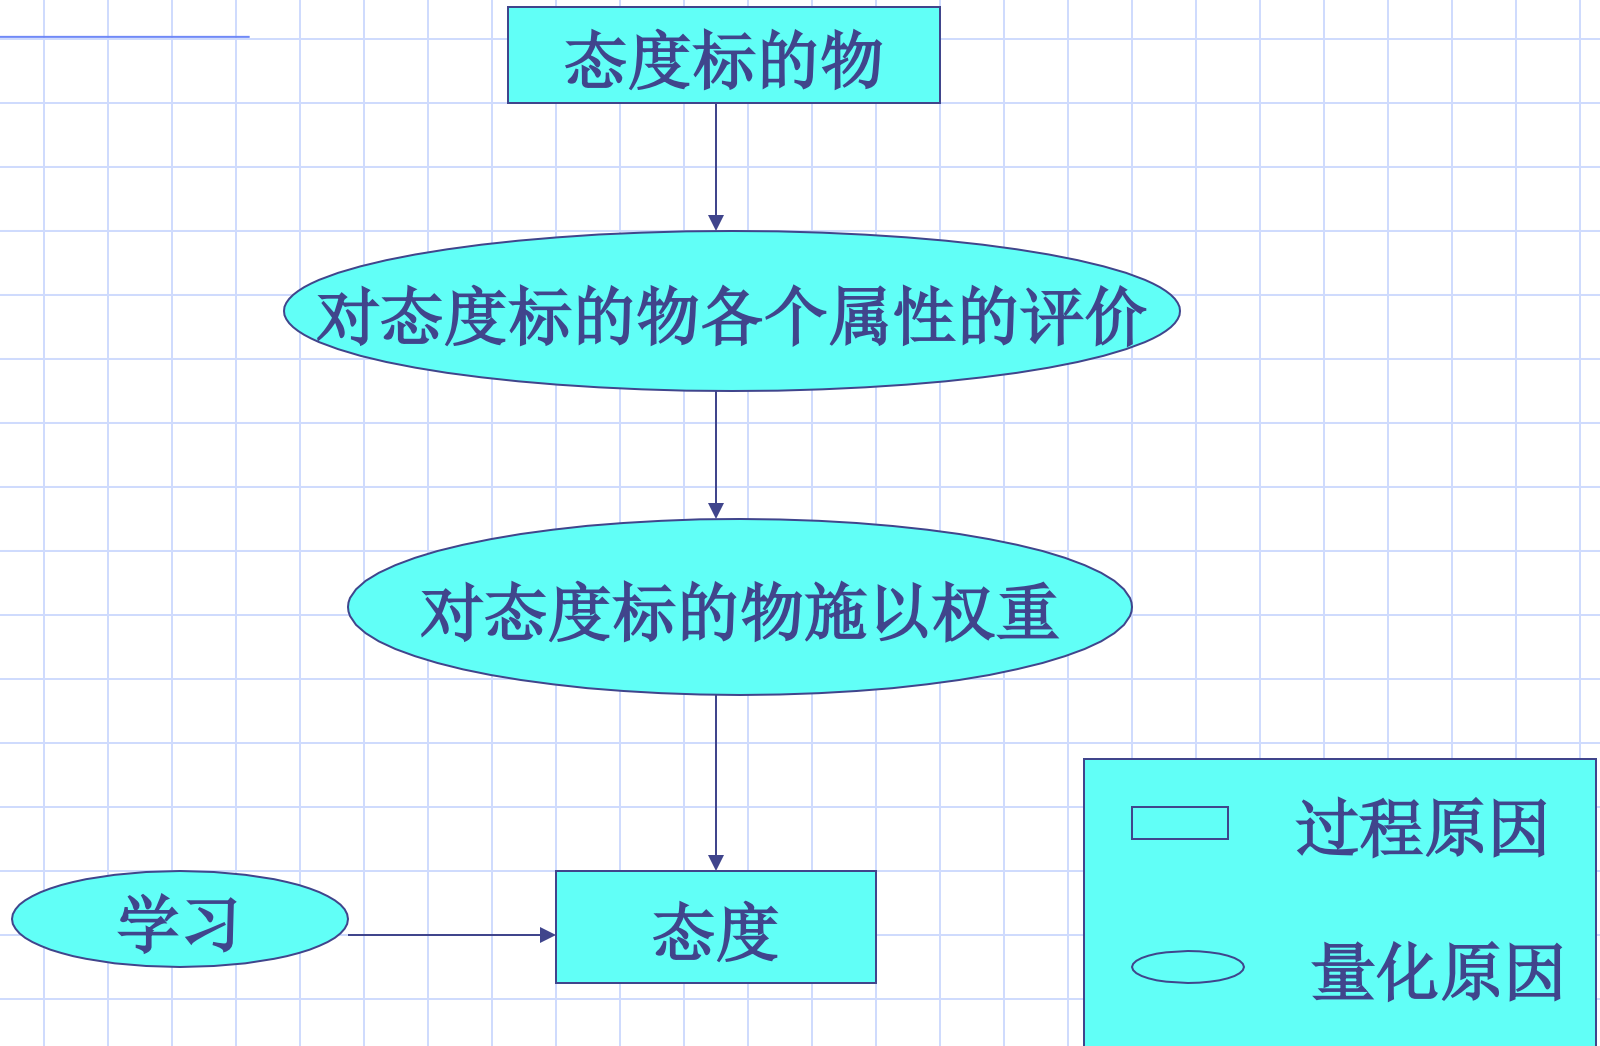 态度标的物
对态度标的物各个属性的评价
对态度标的物施以权重
学习
态度
过程原因
量化原因